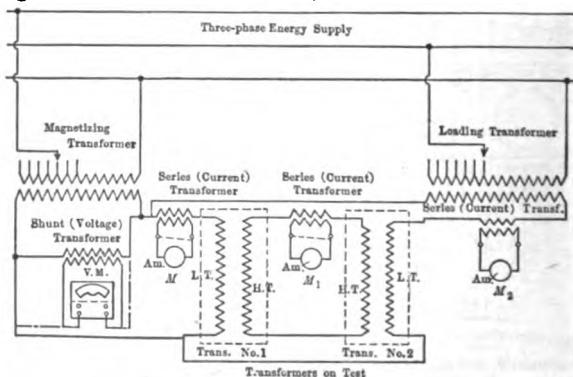 Three-phase Energy Supply
Magnetizing
Transformer
Loading Transformer
Series (Current)
Transformer
Series (Current)
Transformer
Series (Current) Transf.
Shunt (Voltage)
Transformer
V.M.
Am.
M
L.T.
H.T.
Am.
M1
H.T.
L.T.
Am.
M2
Trans. No.1
Trans. No.2
Transformers on Test